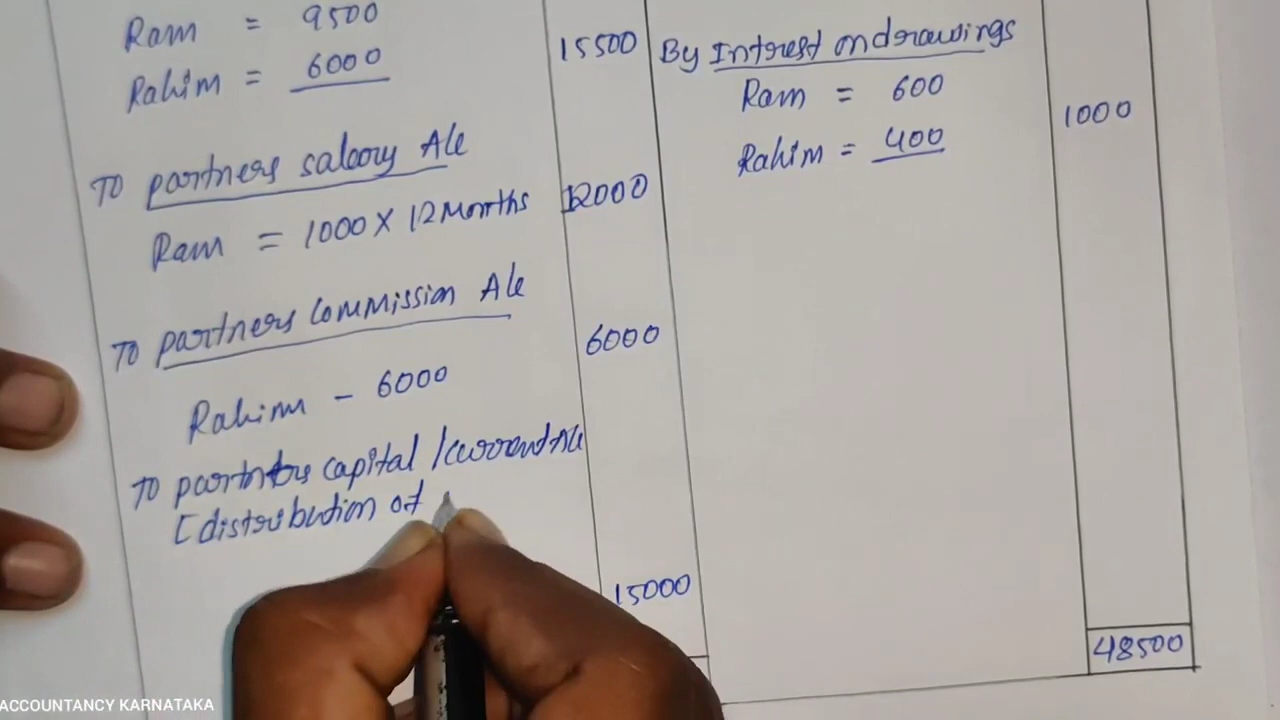 Ram = 9500
Rahim = 6000
15500
To partners salary A/c
Ram = 1000 X 12 Months
12000
To partners Commission A/c
6000
Rahim - 6000
To partners capital / current A/c
[distribution of
15000
By Interest on drawings
Ram = 600
Rahim = 400
1000
48500
ACCOUNTANCY KARNATAKA